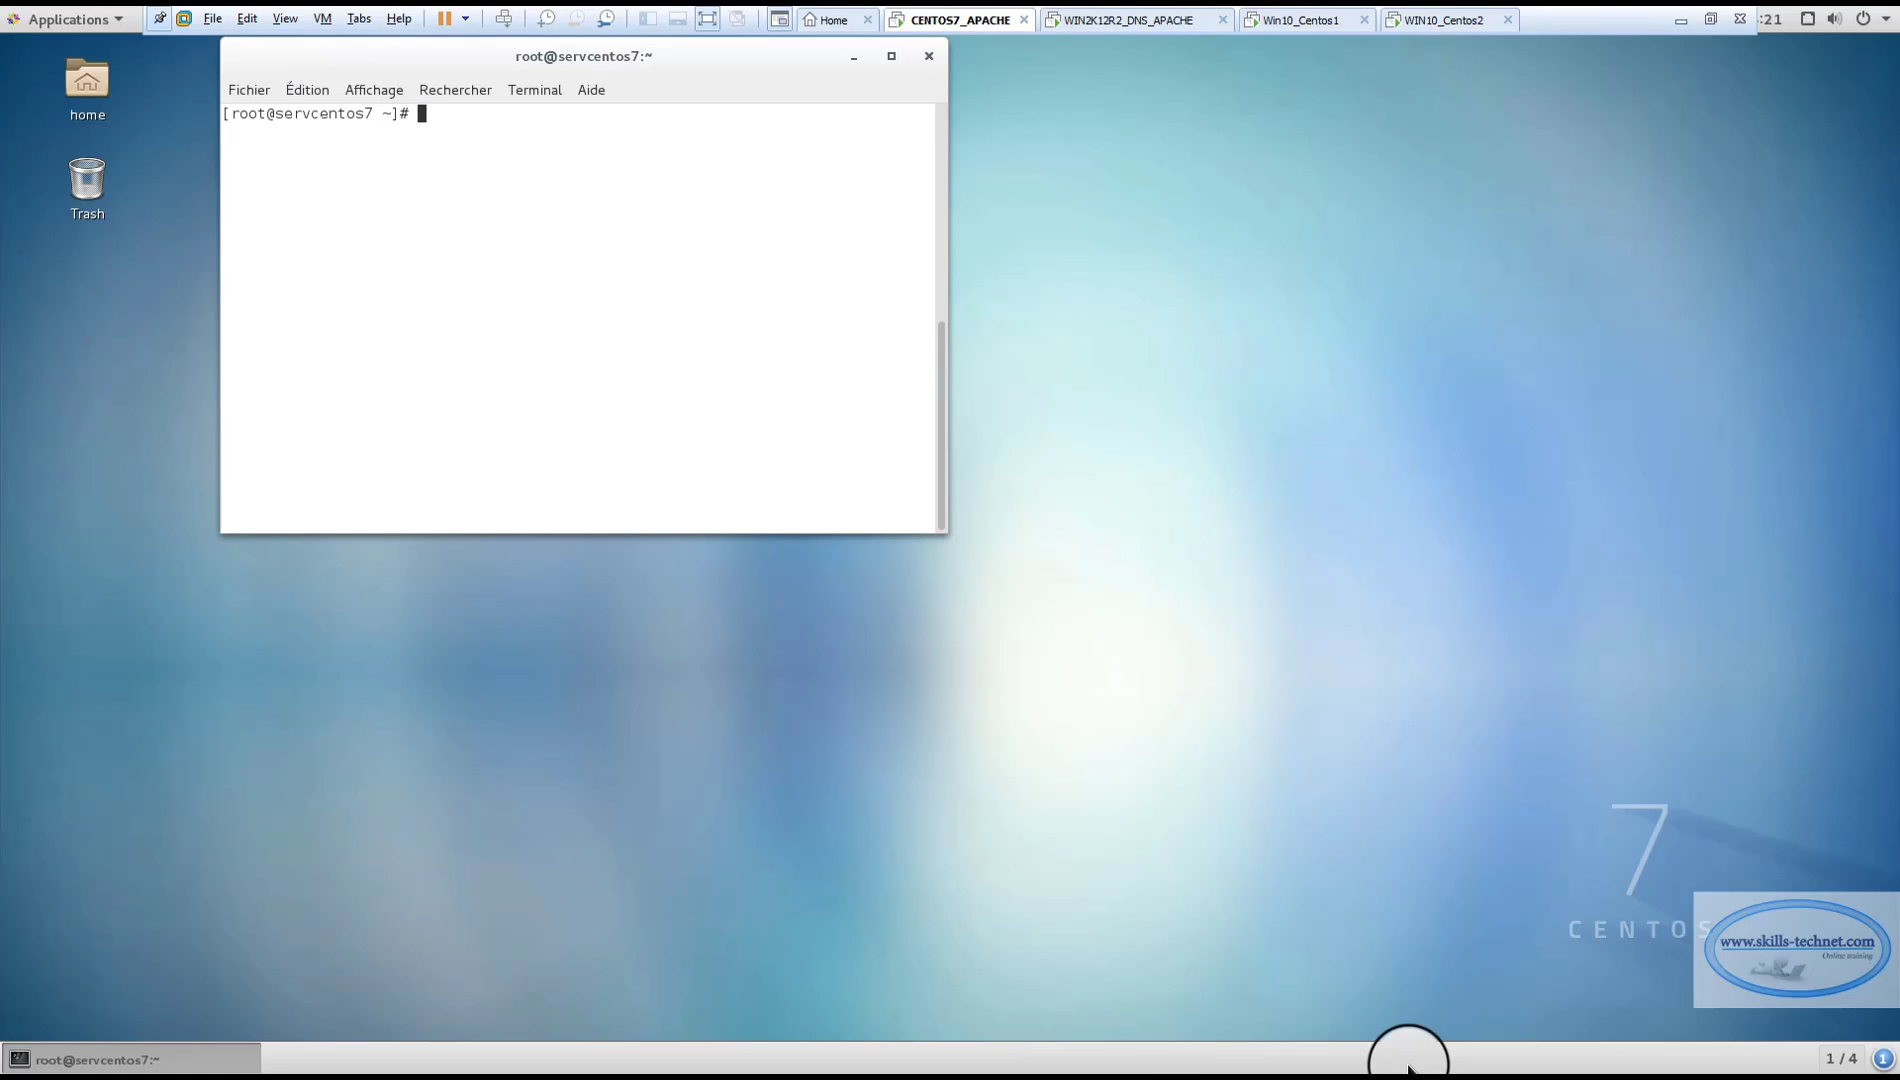 Applications File Edit View VM Tabs Help Home CENTOS7_APACHE WIN2K12R2_DNS_APACHE Win10_Centos1 WIN10_Centos2 :21
root@servcentos7:~
Fichier Édition Affichage Rechercher Terminal Aide
[root@servcentos7 ~]#
home
Trash
7
CENTOS
www.skills-technet.com
Online training
root@servcentos7:~ 1 / 4 1